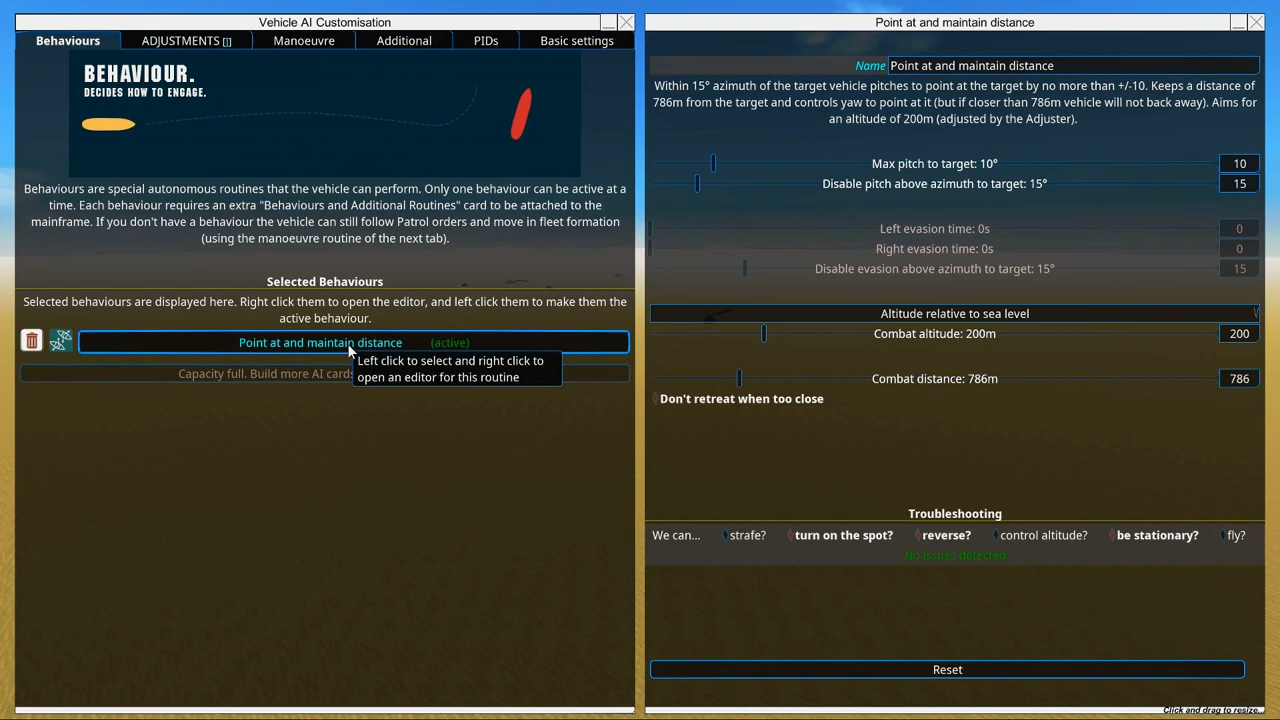 Vehicle AI Customisation
Behaviours
ADJUSTMENTS []
Manoeuvre
Additional
PIDs
Basic settings
BEHAVIOUR.
DECIDES HOW TO ENGAGE.
Behaviours are special autonomous routines that the vehicle can perform. Only one behaviour can be active at a
time. Each behaviour requires an extra "Behaviours and Additional Routines" card to be attached to the
mainframe. If you don't have a behaviour the vehicle can still follow Patrol orders and move in fleet formation
(using the manoeuvre routine of the next tab).
Selected Behaviours
Selected behaviours are displayed here. Right click them to open the editor, and left click them to make them the
active behaviour.
Point at and maintain distance (active)
Left click to select and right click to
open an editor for this routine
Capacity full. Build more AI cards
Point at and maintain distance
Name Point at and maintain distance
Within 15° azimuth of the target vehicle pitches to point at the target by no more than +/-10. Keeps a distance of
786m from the target and controls yaw to point at it (but if closer than 786m vehicle will not back away). Aims for
an altitude of 200m (adjusted by the Adjuster).
Max pitch to target: 10° 10
Disable pitch above azimuth to target: 15° 15
Left evasion time: 0s 0
Right evasion time: 0s 0
Disable evasion above azimuth to target: 15° 15
Altitude relative to sea level
Combat altitude: 200m 200
Combat distance: 786m 786
Don't retreat when too close
Troubleshooting
We can... strafe? turn on the spot? reverse? control altitude? be stationary? fly?
No issues detected
Reset
Click and drag to resize...